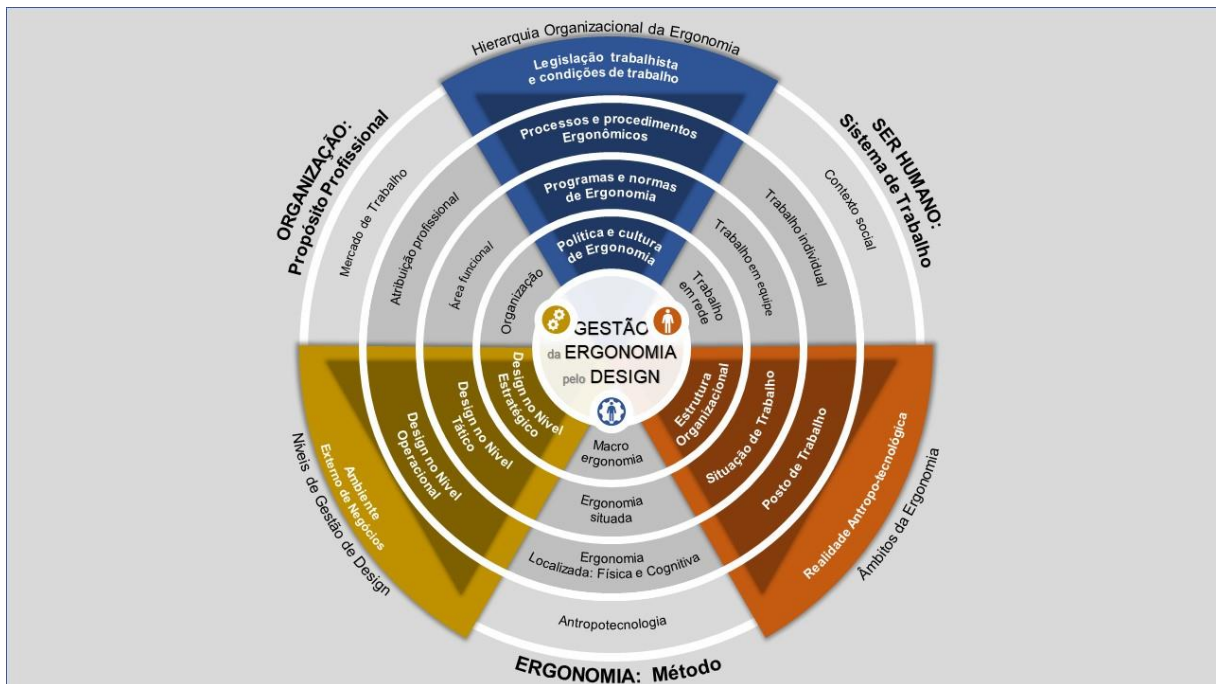 Hierarquia Organizacional da Ergonomia
Legislação trabalhista
e condições de trabalho
Processos e procedimentos
Ergonômicos
Programas e normas
de Ergonomia
Política e cultura
de Ergonomia
ORGANIZAÇÃO:
Propósito Profissional
Mercado de Trabalho
Atribuição profissional
Área funcional
Organização
SER HUMANO:
Sistema de Trabalho
Contexto social
Trabalho individual
Trabalho em equipe
Trabalho
em rede
GESTÃO
da ERGONOMIA
pelo DESIGN
Design no Nível
Estratégico
Design no Nível
Tático
Design no Nível
Operacional
Ambiente
Externo de Negócios
Níveis de Gestão de Design
Estrutura
Organizacional
Situação de Trabalho
Posto de Trabalho
Realidade Antropo-tecnológica
Âmbitos da Ergonomia
Macro
ergonomia
Ergonomia
situada
Ergonomia
Localizada: Física e Cognitiva
Antropotecnologia
ERGONOMIA: Método